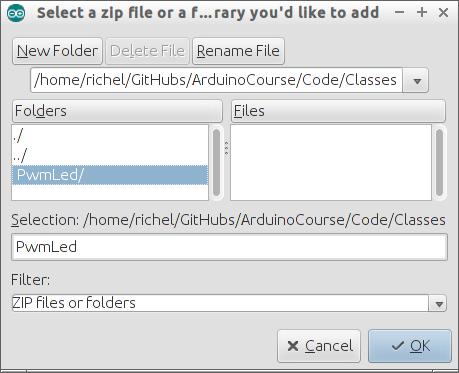 Select a zip file or a f...rary you'd like to add
New Folder Delete File Rename File
/home/richel/GitHubs/ArduinoCourse/Code/Classes
Folders Files
./
../
PwmLed/
Selection: /home/richel/GitHubs/ArduinoCourse/Code/Classes
PwmLed
Filter:
ZIP files or folders
Cancel OK